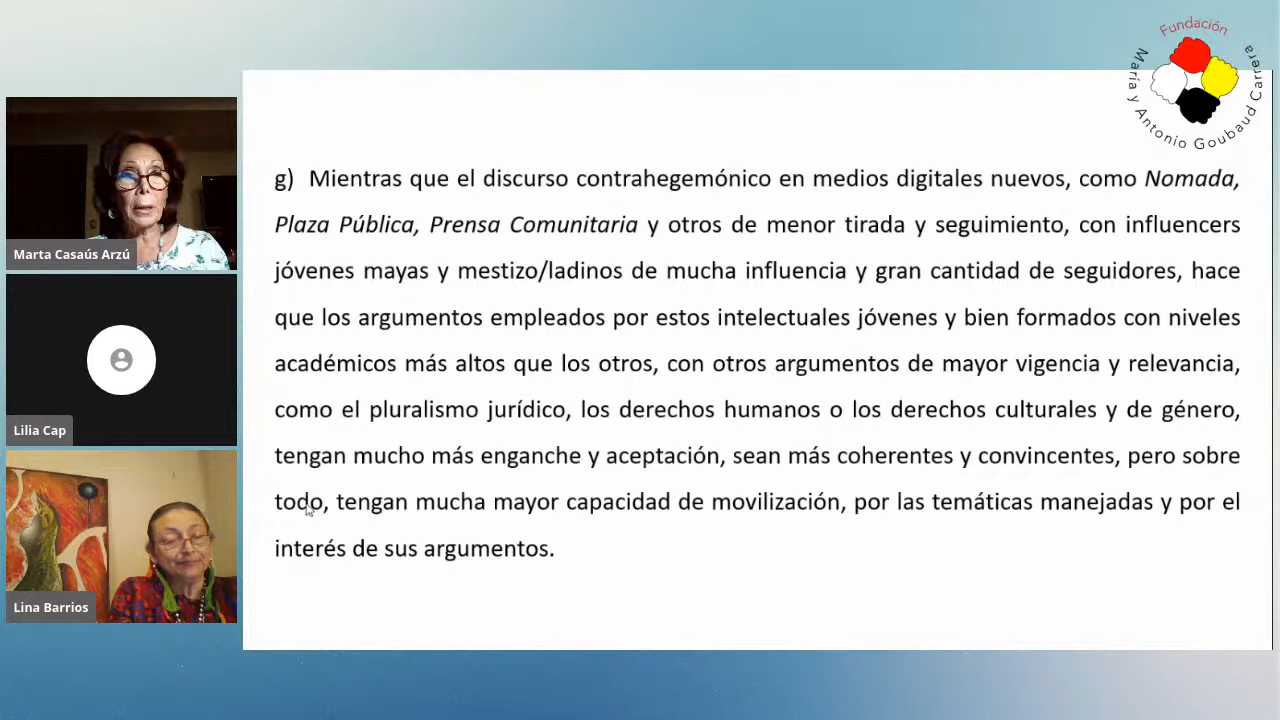 Fundación
María y Antonio Goubaud Carrera
g) Mientras que el discurso contrahegemónico en medios digitales nuevos, como Nomada,
Plaza Pública, Prensa Comunitaria y otros de menor tirada y seguimiento, con influencers
jóvenes mayas y mestizo/ladinos de mucha influencia y gran cantidad de seguidores, hace
que los argumentos empleados por estos intelectuales jóvenes y bien formados con niveles
académicos más altos que los otros, con otros argumentos de mayor vigencia y relevancia,
como el pluralismo jurídico, los derechos humanos o los derechos culturales y de género,
tengan mucho más enganche y aceptación, sean más coherentes y convincentes, pero sobre
todo, tengan mucha mayor capacidad de movilización, por las temáticas manejadas y por el
interés de sus argumentos.
Marta Casaús Arzú
Lilia Cap
Lina Barrios